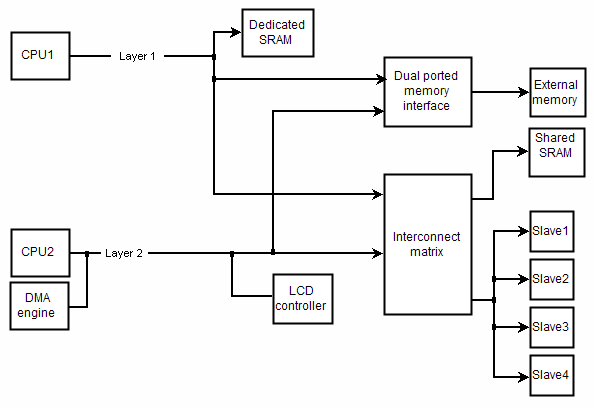 Dedicated
SRAM
CPU1
Layer 1
Dual ported
memory
interface
External
memory
Shared
SRAM
CPU2
Layer 2
Interconnect
matrix
Slave1
DMA
engine
LCD
controller
Slave2
Slave3
Slave4